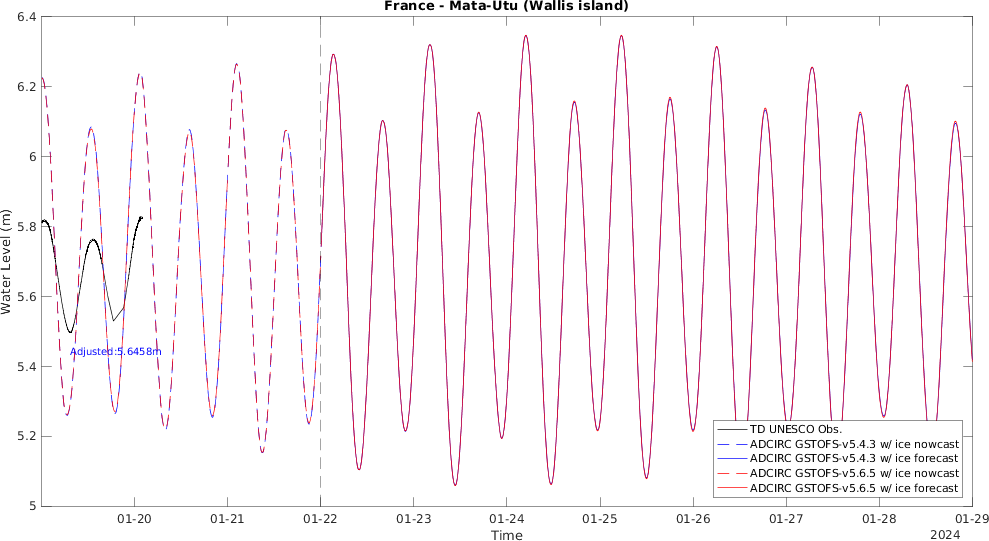 France - Mata-Utu (Wallis island)
6.4
6.2
6
5.8
5.6
5.4
5.2
5
Water Level (m)
Adjusted:5.6458m
TD UNESCO Obs.
ADCIRC GSTOFS-v5.4.3 w/ ice nowcast
ADCIRC GSTOFS-v5.4.3 w/ ice forecast
ADCIRC GSTOFS-v5.6.5 w/ ice nowcast
ADCIRC GSTOFS-v5.6.5 w/ ice forecast
01-20 01-21 01-22 01-23 01-24 01-25 01-26 01-27 01-28 01-29
Time
2024